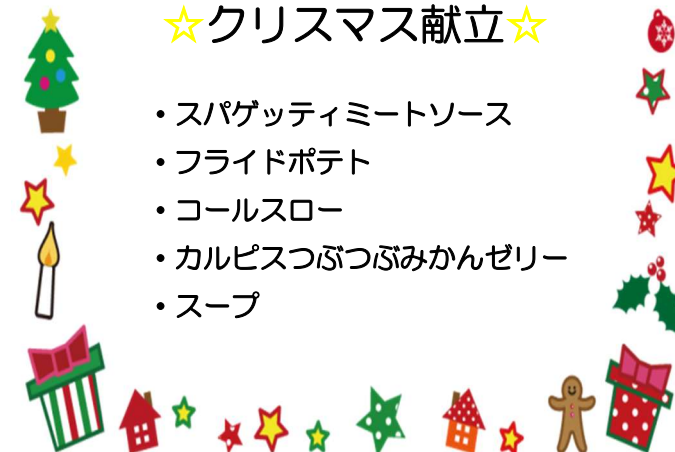 ☆クリスマス献立☆
・スパゲッティミートソース
・フライドポテト
・コールスロー
・カルピスつぶつぶみかんゼリー
・スープ